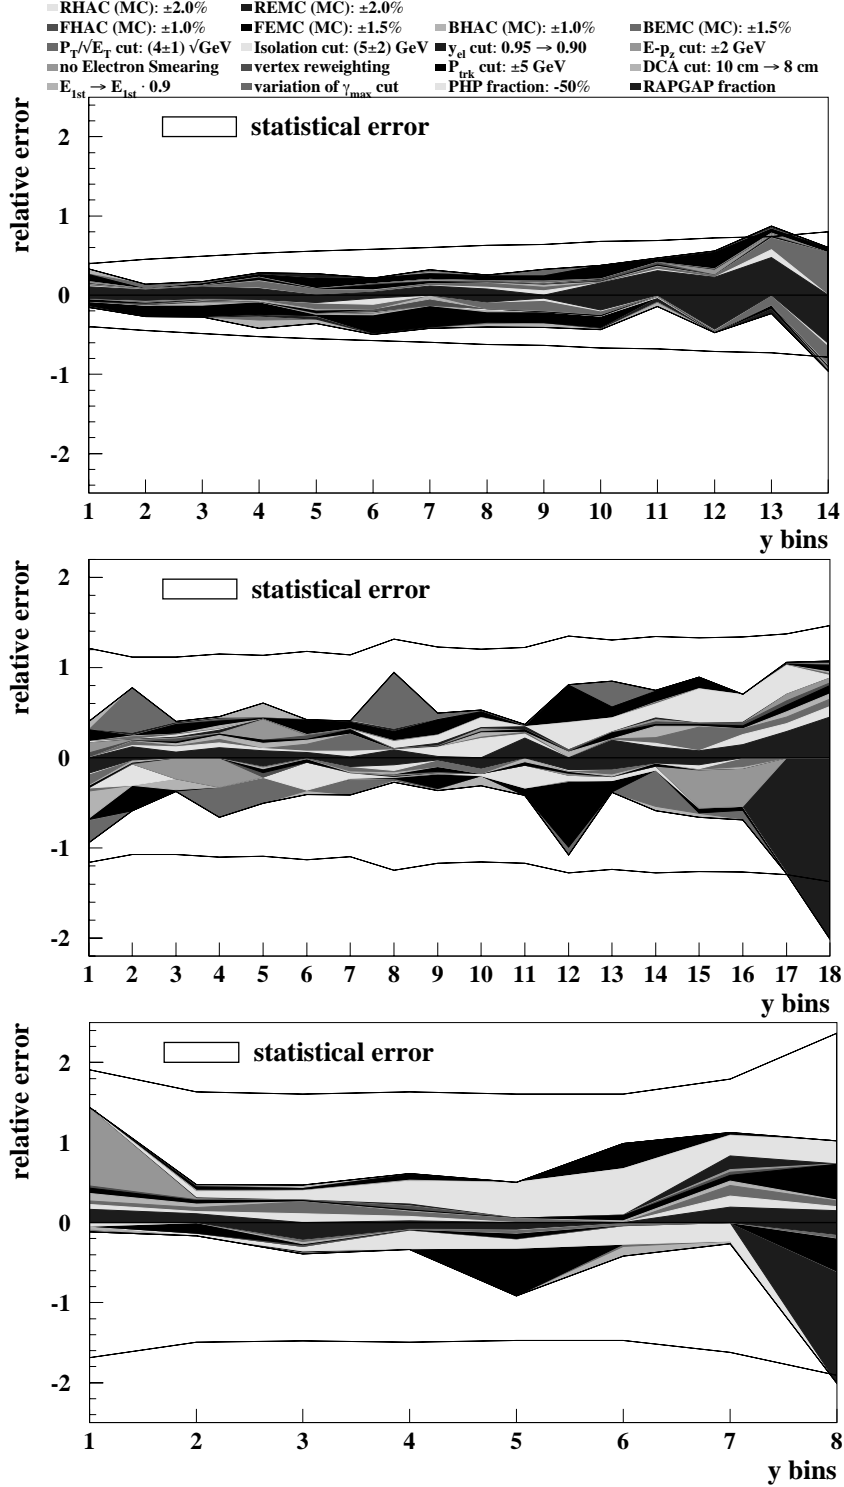 RHAC (MC): ±2.0% REMC (MC): ±2.0%
FHAC (MC): ±1.0% FEMC (MC): ±1.5% BHAC (MC): ±1.0% BEMC (MC): ±1.5%
P_T/√E_T cut: (4±1) √GeV Isolation cut: (5±2) GeV y_el cut: 0.95 → 0.90 E-p_z cut: ±2 GeV
no Electron Smearing vertex reweighting P_trk cut: ±5 GeV DCA cut: 10 cm → 8 cm
E_1st → E_1st · 0.9 variation of γ_max cut PHP fraction: -50% RAPGAP fraction
relative error
statistical error
2
1
0
-1
-2
1 2 3 4 5 6 7 8 9 10 11 12 13 14
y bins
relative error
statistical error
2
1
0
-1
-2
1 2 3 4 5 6 7 8 9 10 11 12 13 14 15 16 17 18
y bins
relative error
statistical error
2
1
0
-1
-2
1 2 3 4 5 6 7 8
y bins